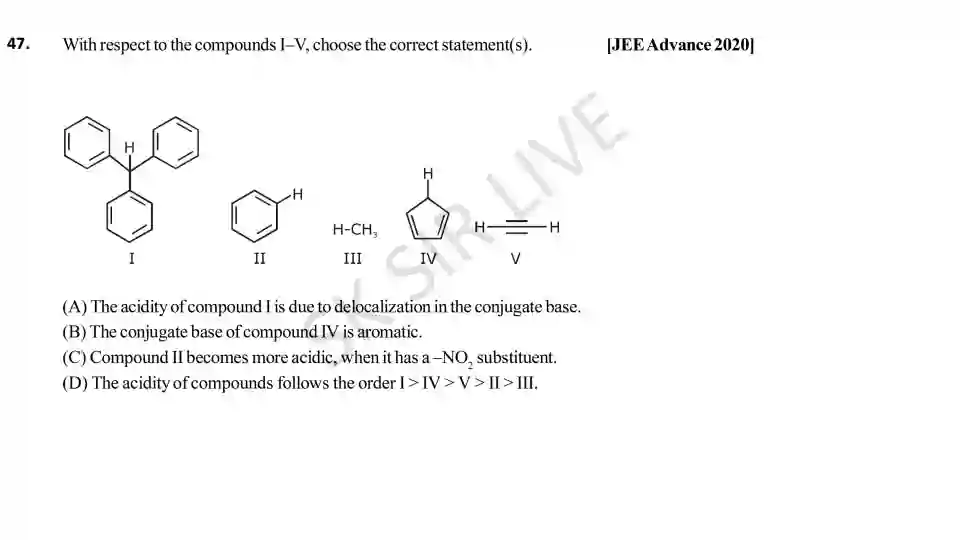 47. With respect to the compounds I–V, choose the correct statement(s). [JEE Advance 2020]
H
H
H
H-CH₃
H H
I II III IV V
(A) The acidity of compound I is due to delocalization in the conjugate base.
(B) The conjugate base of compound IV is aromatic.
(C) Compound II becomes more acidic, when it has a –NO₂ substituent.
(D) The acidity of compounds follows the order I > IV > V > II > III.
SK SIR LIVE